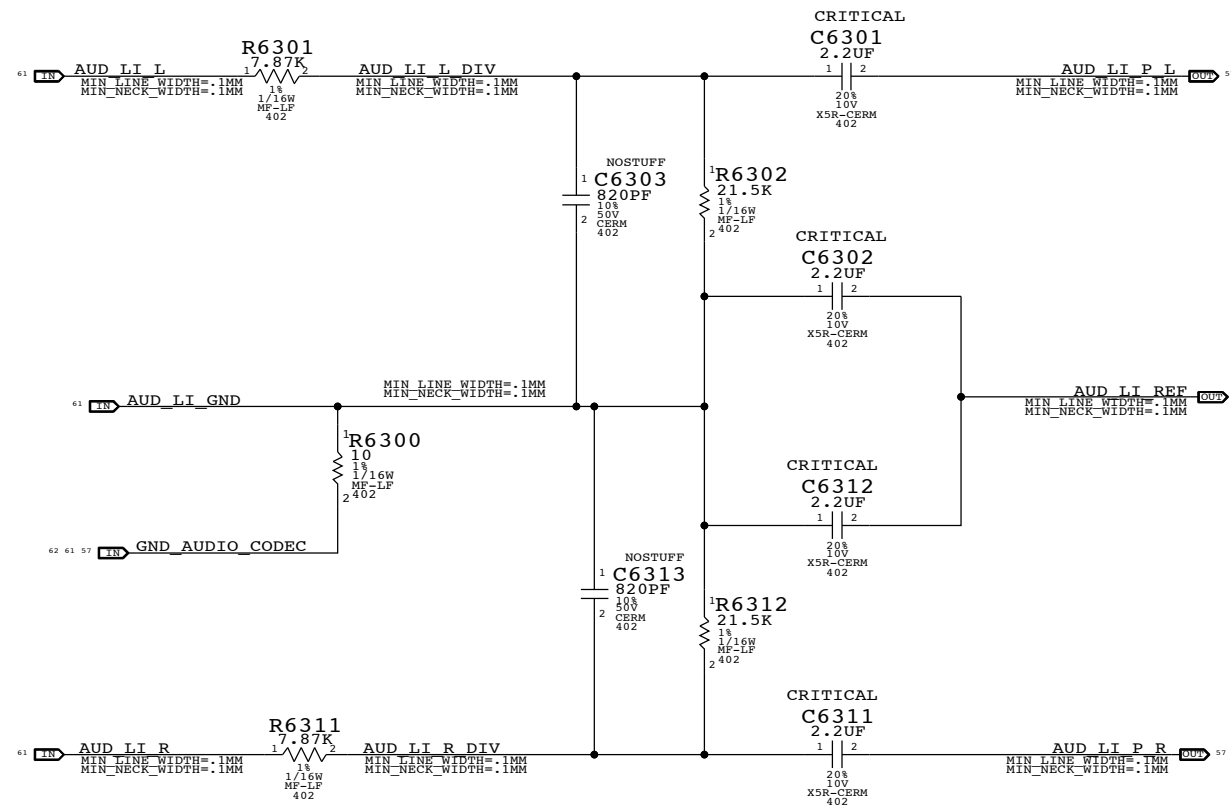 CRITICAL
C6301
2.2UF
1 2
20%
10V
X5R-CERM
402
61 IN AUD_LI_L
MIN_LINE_WIDTH=.1MM
MIN_NECK_WIDTH=.1MM
R6301
7.87K
1 2
1%
1/16W
MF-LF
402
AUD_LI_L_DIV
MIN_LINE_WIDTH=.1MM
MIN_NECK_WIDTH=.1MM
AUD_LI_P_L OUT 5
MIN_LINE_WIDTH=.1MM
MIN_NECK_WIDTH=.1MM
NOSTUFF
1 C6303
820PF
10%
50V
2 CERM
402
1 R6302
21.5K
1%
1/16W
MF-LF
2 402
CRITICAL
C6302
2.2UF
1 2
20%
10V
X5R-CERM
402
61 IN AUD_LI_GND
MIN_LINE_WIDTH=.1MM
MIN_NECK_WIDTH=.1MM
AUD_LI_REF OUT
MIN_LINE_WIDTH=.1MM
MIN_NECK_WIDTH=.1MM
1 R6300
10
1%
1/16W
MF-LF
2 402
62 61 57 IN GND_AUDIO_CODEC
CRITICAL
C6312
2.2UF
1 2
20%
10V
X5R-CERM
402
NOSTUFF
1 C6313
820PF
10%
50V
2 CERM
402
1 R6312
21.5K
1%
1/16W
MF-LF
2 402
CRITICAL
C6311
2.2UF
1 2
20%
10V
X5R-CERM
402
61 IN AUD_LI_R
MIN_LINE_WIDTH=.1MM
MIN_NECK_WIDTH=.1MM
R6311
7.87K
1 2
1%
1/16W
MF-LF
402
AUD_LI_R_DIV
MIN_LINE_WIDTH=.1MM
MIN_NECK_WIDTH=.1MM
AUD_LI_P_R OUT 57
MIN_LINE_WIDTH=.1MM
MIN_NECK_WIDTH=.1MM